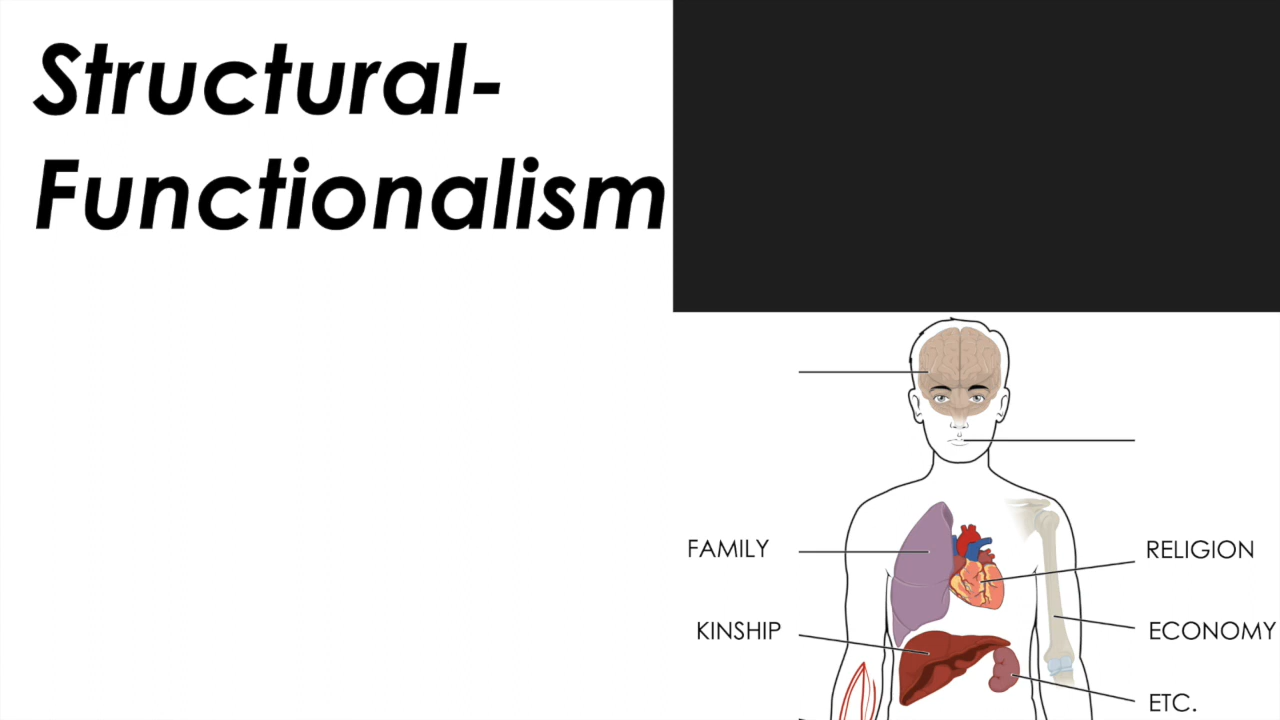 Structural-
Functionalism
FAMILY
RELIGION
KINSHIP
ECONOMY
ETC.